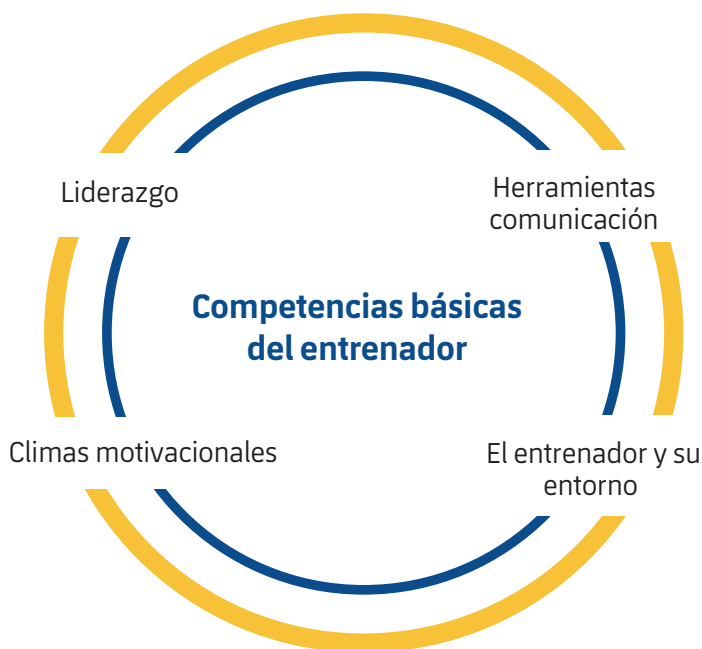 Liderazgo
Herramientas
comunicación
Competencias básicas
del entrenador
Climas motivacionales
El entrenador y su
entorno